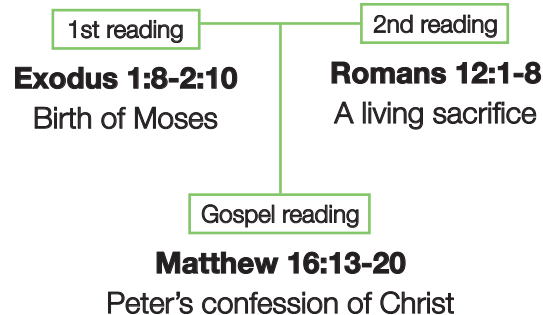 1st reading
2nd reading
Exodus 1:8-2:10
Romans 12:1-8
Birth of Moses
A living sacrifice
Gospel reading
Matthew 16:13-20
Peter’s confession of Christ